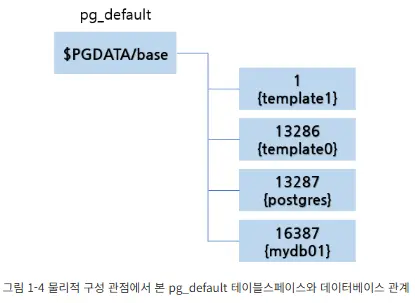 pg_default
$PGDATA/base
1
{template1}
13286
{template0}
13287
{postgres}
16387
{mydb01}
그림 1-4 물리적 구성 관점에서 본 pg_default 테이블스페이스와 데이터베이스 관계